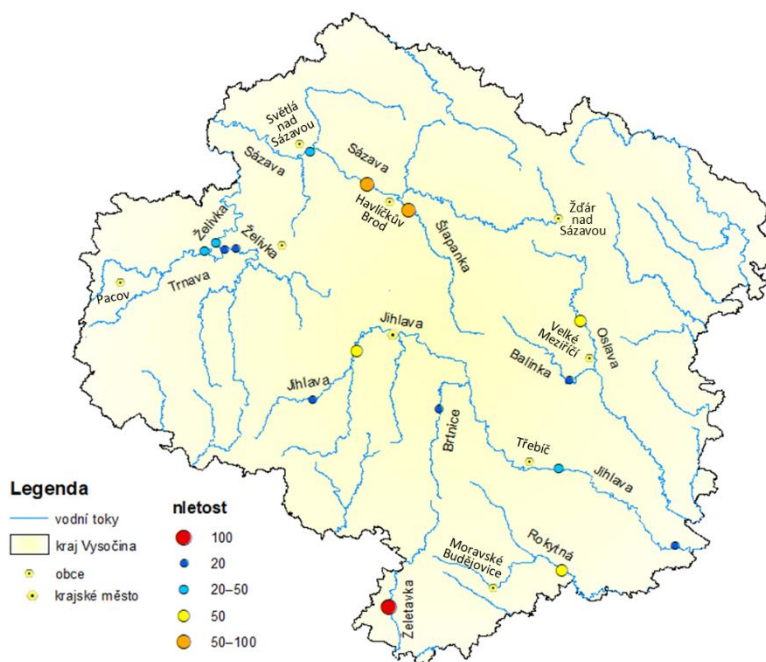 Světlá
nad
Sázavou
Sázava
Sázava
Havlíčkův
Brod
Žďár
nad
Sázavou
Želivka
Želivka
Šlapanka
Pacov
Trnava
Jihlava
Velké
Meziříčí
Oslava
Balinka
Jihlava
Brtnice
Třebíč
Jihlava
Moravské
Budějovice
Rokytná
Želetavka
Legenda
vodní toky
kraj Vysočina
obce
krajské město
nletost
100
20
20–50
50
50–100